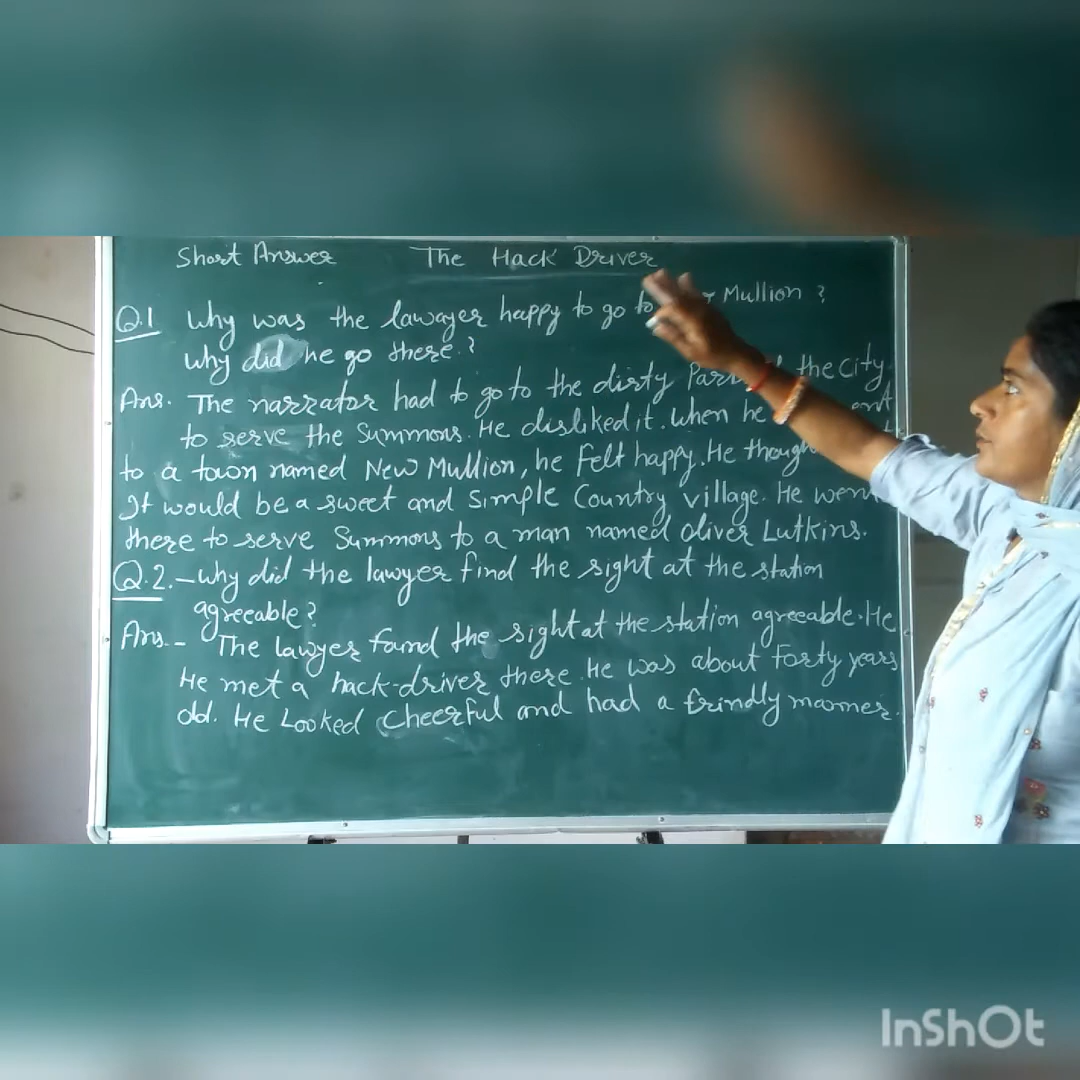 Short Answer The Hack Driver
Q.1 Why was the lawayer happy to go to Mullion ?
why did he go there?
Ans. The narrator had to go to the dirty Part the city
to serve the Summons. He disliked it. when he
to a town named New Mullion, he felt happy. He
It would be a sweet and simple Country village. He went
there to serve Summons to a man named Oliver Lutkins.
Q.2. - why did the lawyer find the sight at the station
agreeable?
Ans. - The lawyer found the sight at the station agreeable. He
He met a hack-driver there. He was about forty years
old. He Looked Cheerful and had a frindly manner.
InShOt